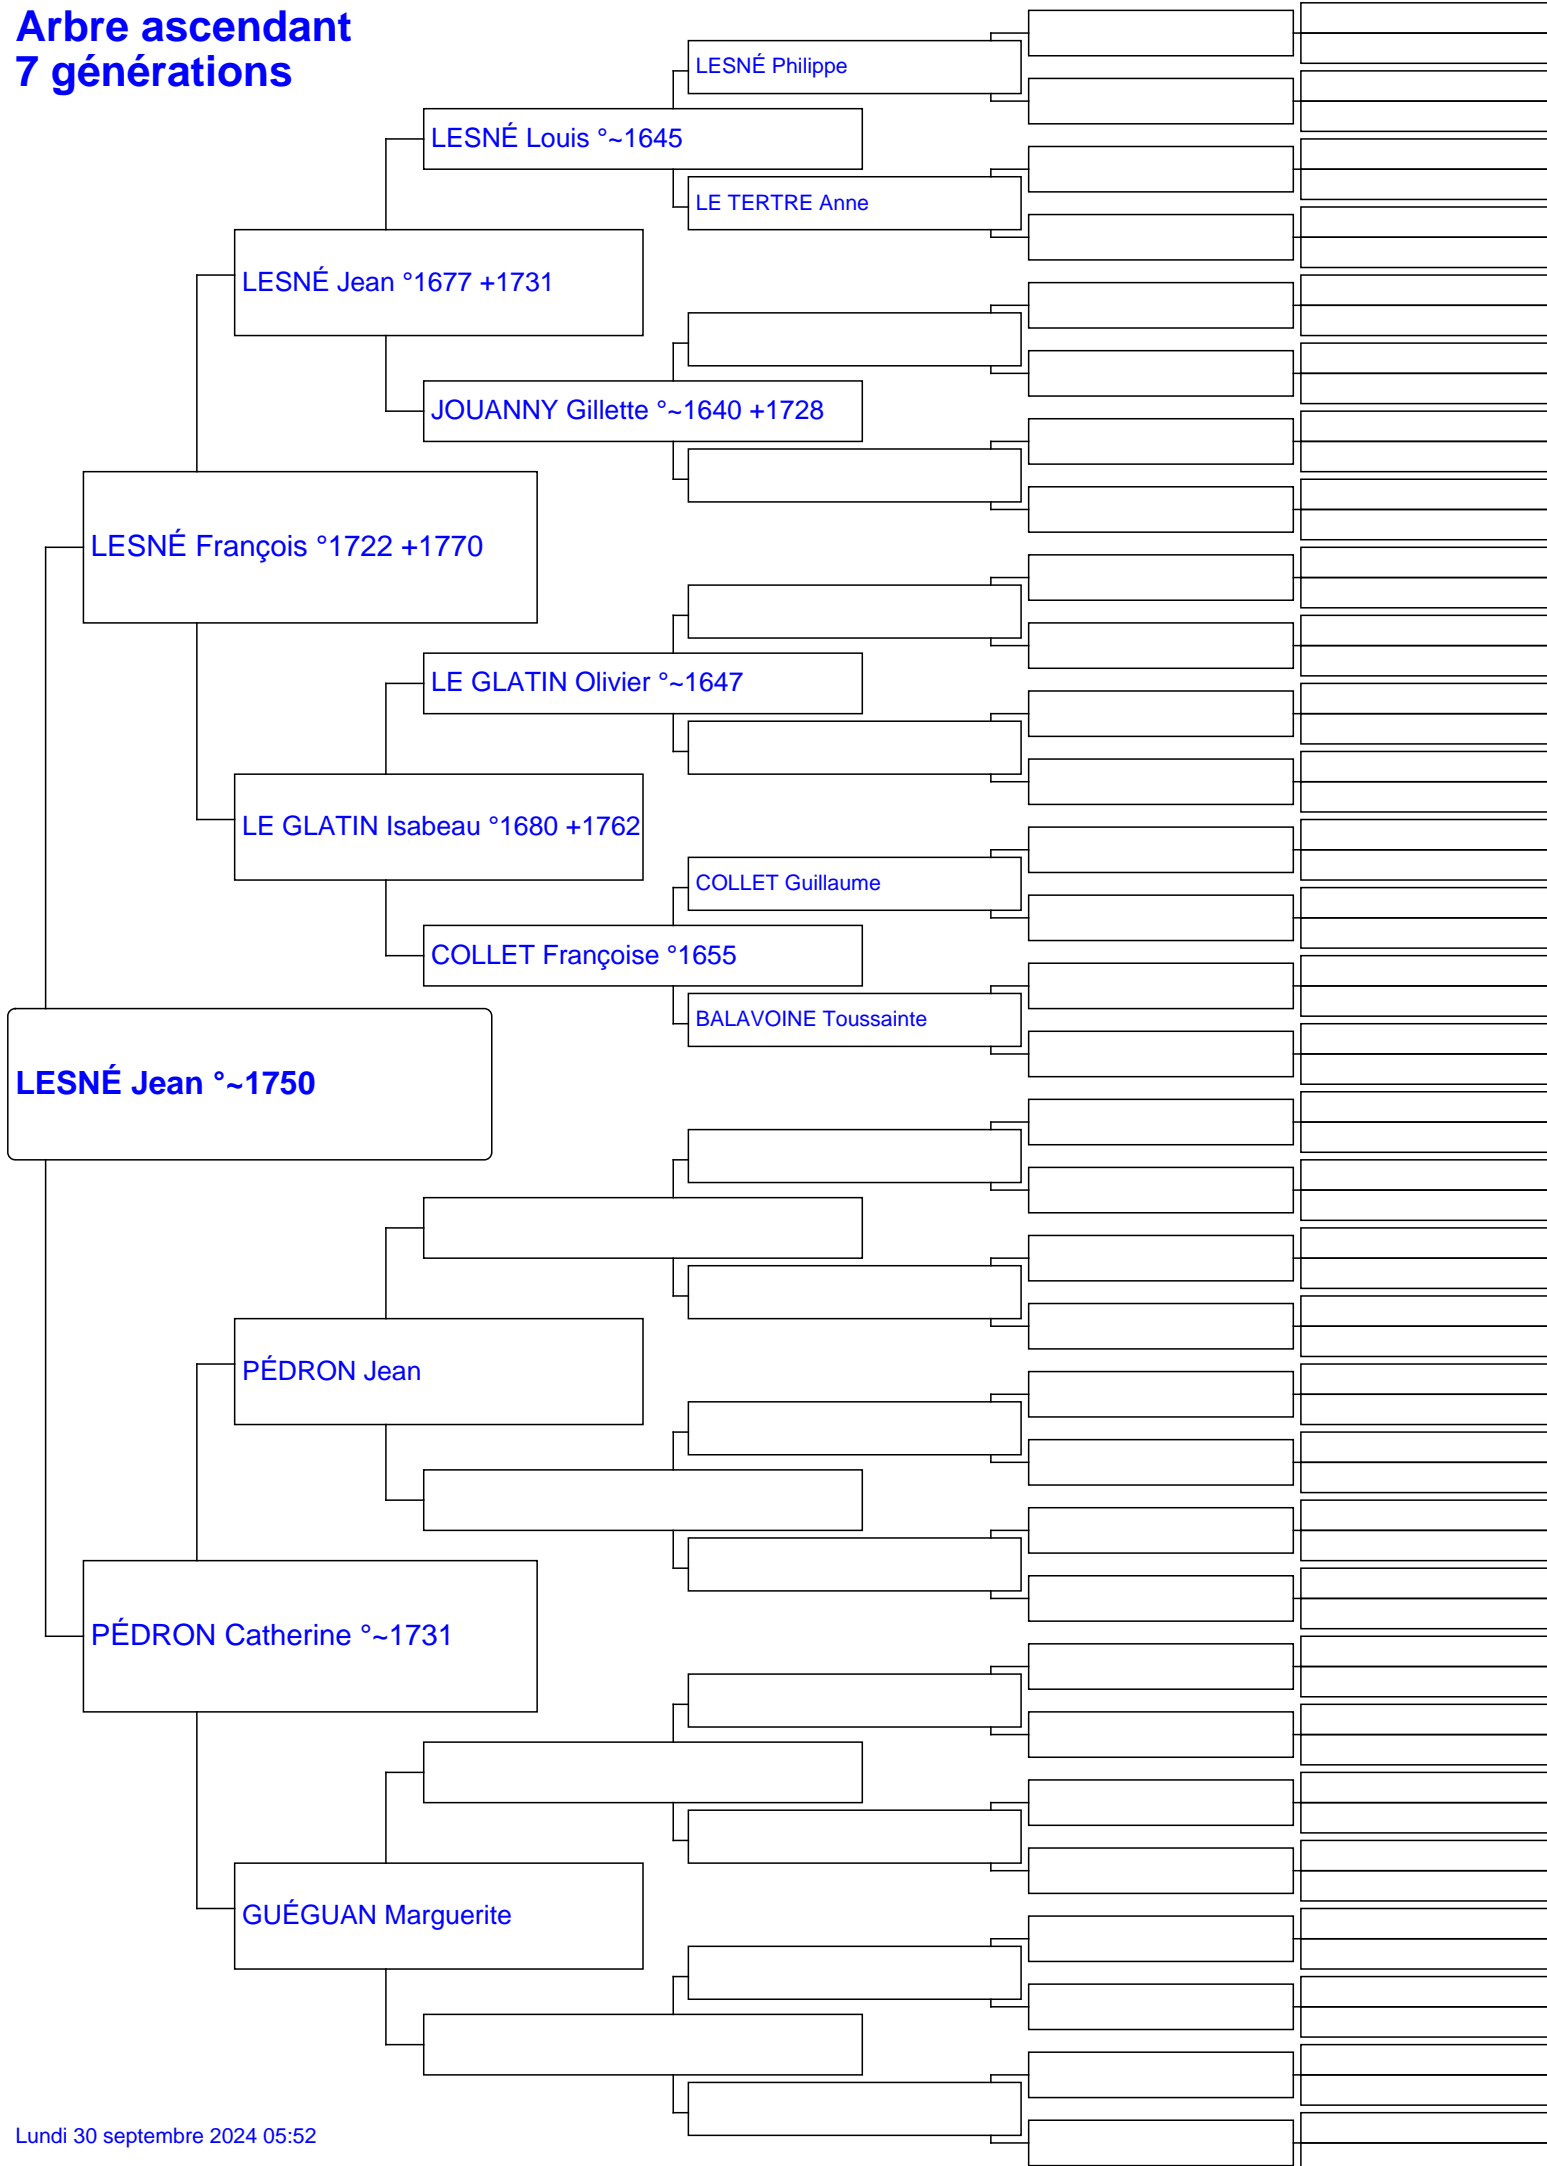 Arbre ascendant
7 générations
LESNÉ Philippe
LESNÉ Louis °~1645
LE TERTRE Anne
LESNÉ Jean °1677 +1731
JOUANNY Gillette °~1640 +1728
LESNÉ François °1722 +1770
LE GLATIN Olivier °~1647
LE GLATIN Isabeau °1680 +1762
COLLET Guillaume
COLLET Françoise °1655
BALAVOINE Toussainte
LESNÉ Jean °~1750
PÉDRON Jean
PÉDRON Catherine °~1731
GUÉGUAN Marguerite
Lundi 30 septembre 2024 05:52